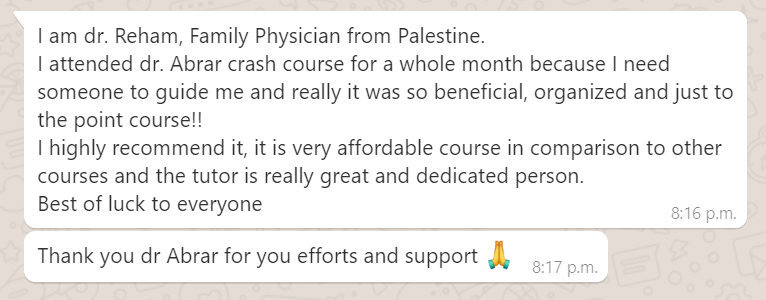 I am dr. Reham, Family Physician from Palestine.
I attended dr. Abrar crash course for a whole month because I need
someone to guide me and really it was so beneficial, organized and just to
the point course!!
I highly recommend it, it is very affordable course in comparison to other
courses and the tutor is really great and dedicated person.
Best of luck to everyone
8:16 p.m.
Thank you dr Abrar for you efforts and support 🙏
8:17 p.m.